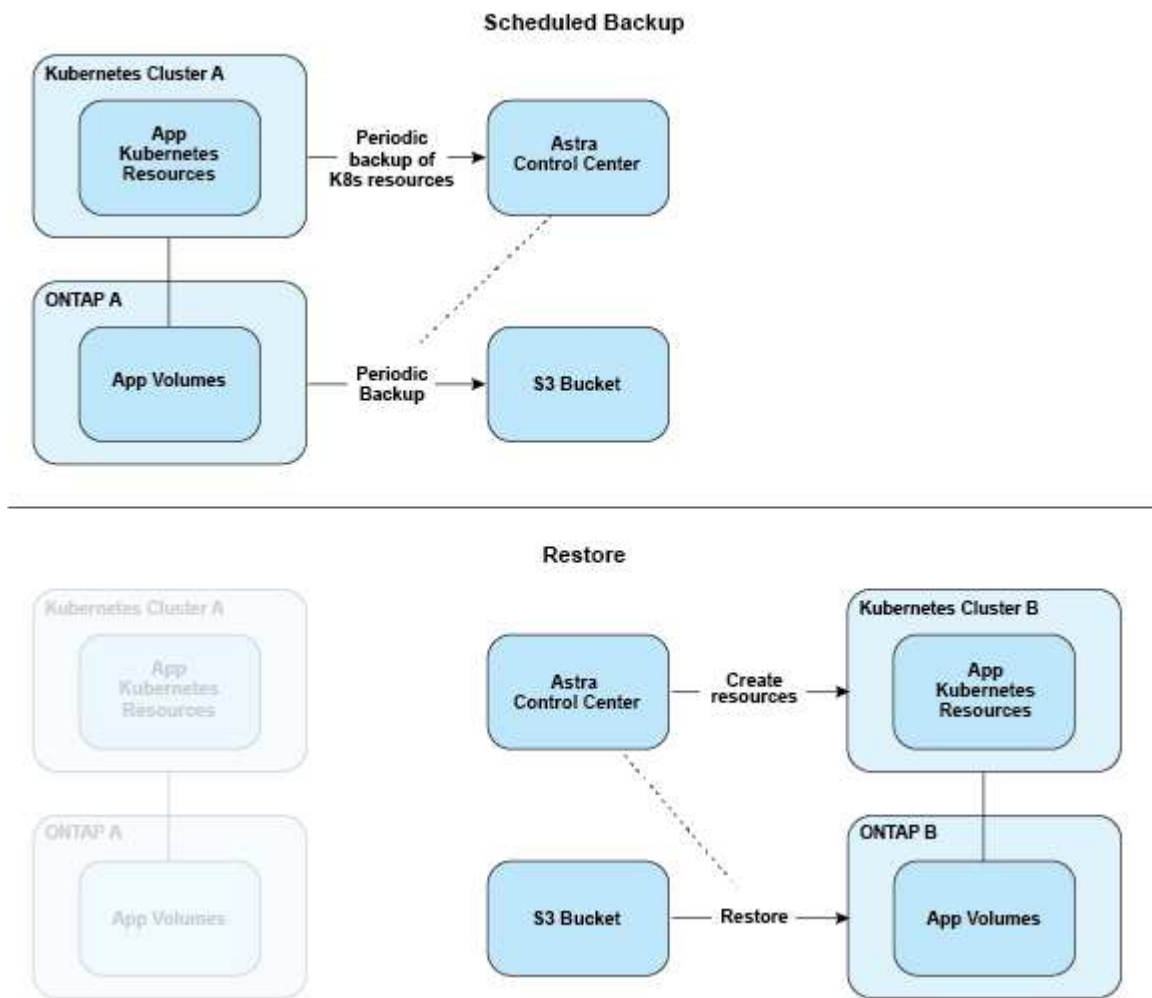 Scheduled Backup
Kubernetes Cluster A
App
Kubernetes
Resources
Periodic
backup of
K8s resources
Astra
Control Center
ONTAP A
App Volumes
Periodic
Backup
S3 Bucket
Restore
Kubernetes Cluster A
App
Kubernetes
Resources
Astra
Control Center
Create
resources
Kubernetes Cluster B
App
Kubernetes
Resources
ONTAP A
App Volumes
S3 Bucket
Restore
ONTAP B
App Volumes